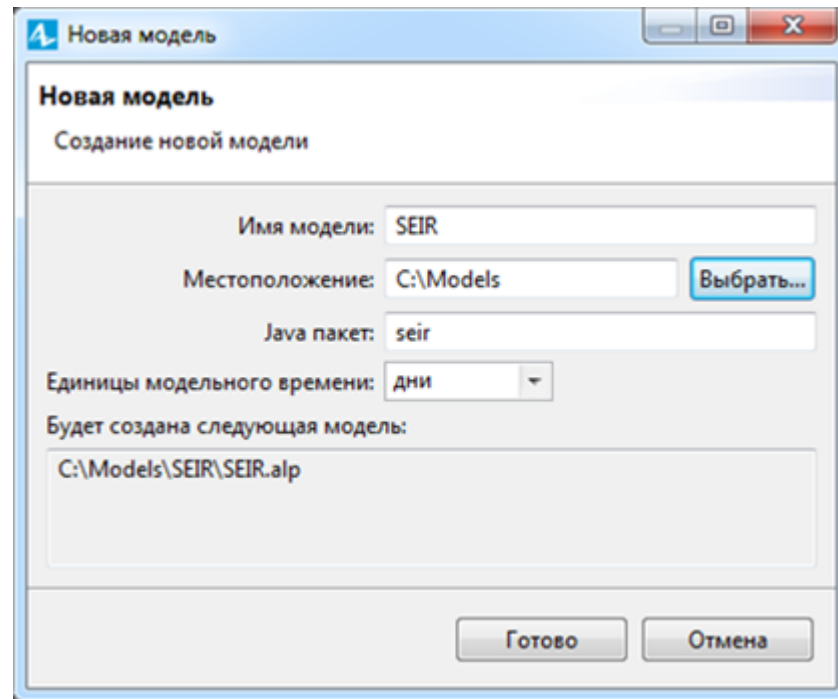 Новая модель
Новая модель
Создание новой модели
Имя модели: SEIR
Местоположение: C:\Models Выбрать...
Java пакет: seir
Единицы модельного времени: дни
Будет создана следующая модель:
C:\Models\SEIR\SEIR.alp
Готово Отмена